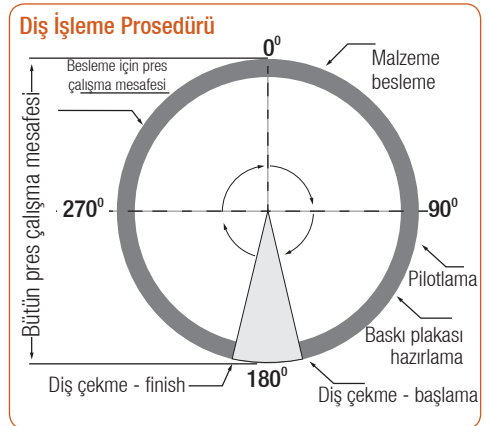 Diş İşleme Prosedürü
0⁰
Malzeme
besleme
Besleme için pres
çalışma mesafesi
Bütün pres çalışma mesafesi
270⁰
90⁰
Pilotlama
Baskı plakası
hazırlama
Diş çekme - finish
180⁰
Diş çekme - başlama